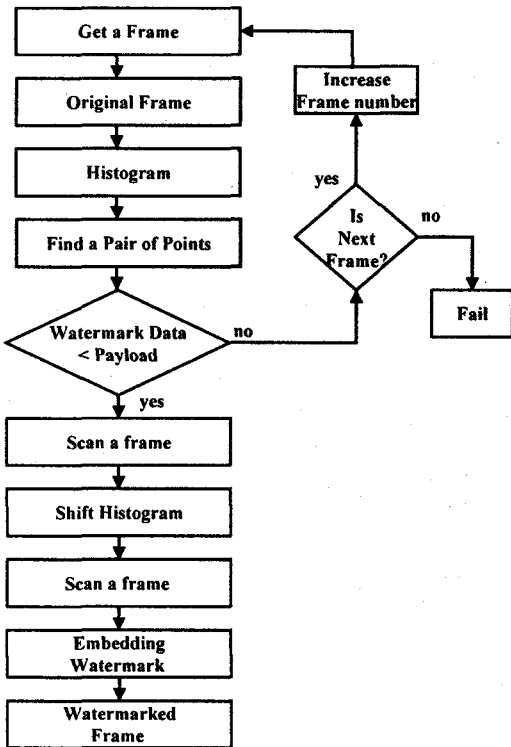 Get a Frame
Original Frame
Histogram
Find a Pair of Points
Watermark Data
< Payload
no
yes
Scan a frame
Shift Histogram
Scan a frame
Embedding
Watermark
Watermarked
Frame
Increase
Frame number
yes
Is
Next
Frame?
no
Fail